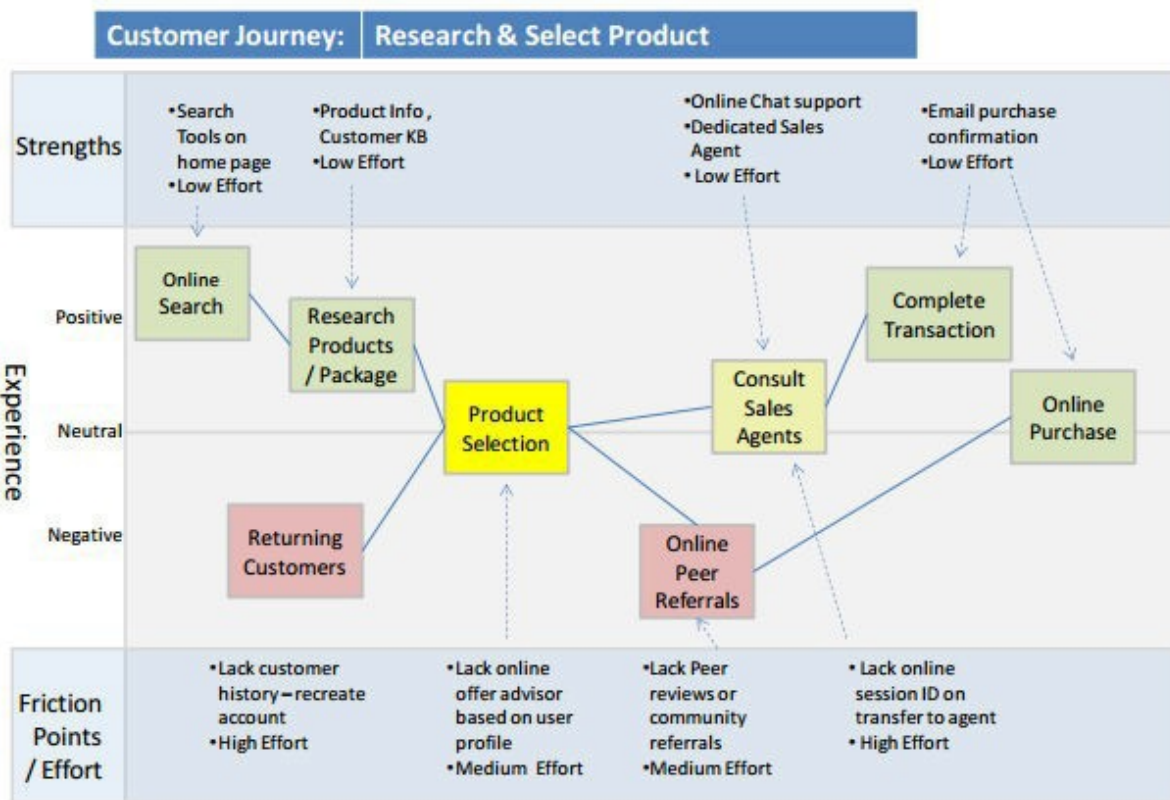 Customer Journey: Research & Select Product
Strengths
•Search
Tools on
home page
•Low Effort
•Product Info ,
Customer KB
•Low Effort
•Online Chat support
•Dedicated Sales
Agent
• Low Effort
•Email purchase
confirmation
•Low Effort
Experience
Positive
Neutral
Negative
Online
Search
Research
Products
/ Package
Product
Selection
Returning
Customers
Consult
Sales
Agents
Online
Peer
Referrals
Complete
Transaction
Online
Purchase
Friction
Points
/ Effort
•Lack customer
history–recreate
account
•High Effort
•Lack online
offer advisor
based on user
profile
•Medium Effort
•Lack Peer
reviews or
community
referrals
•Medium Effort
• Lack online
session ID on
transfer to agent
• High Effort